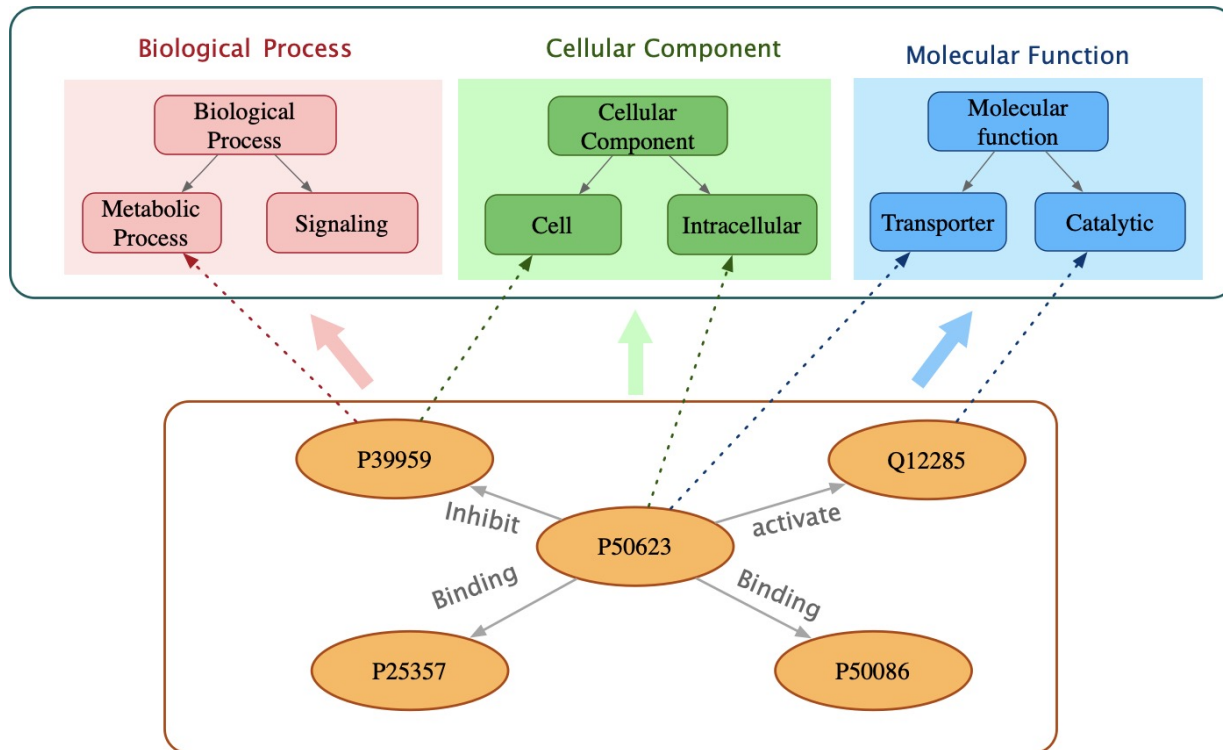 Biological Process
Cellular Component
Molecular Function
Biological
Process
Metabolic
Process
Signaling
Cellular
Component
Cell
Intracellular
Molecular
function
Transporter
Catalytic
P39959
Q12285
Inhibit
activate
P50623
Binding
Binding
P25357
P50086